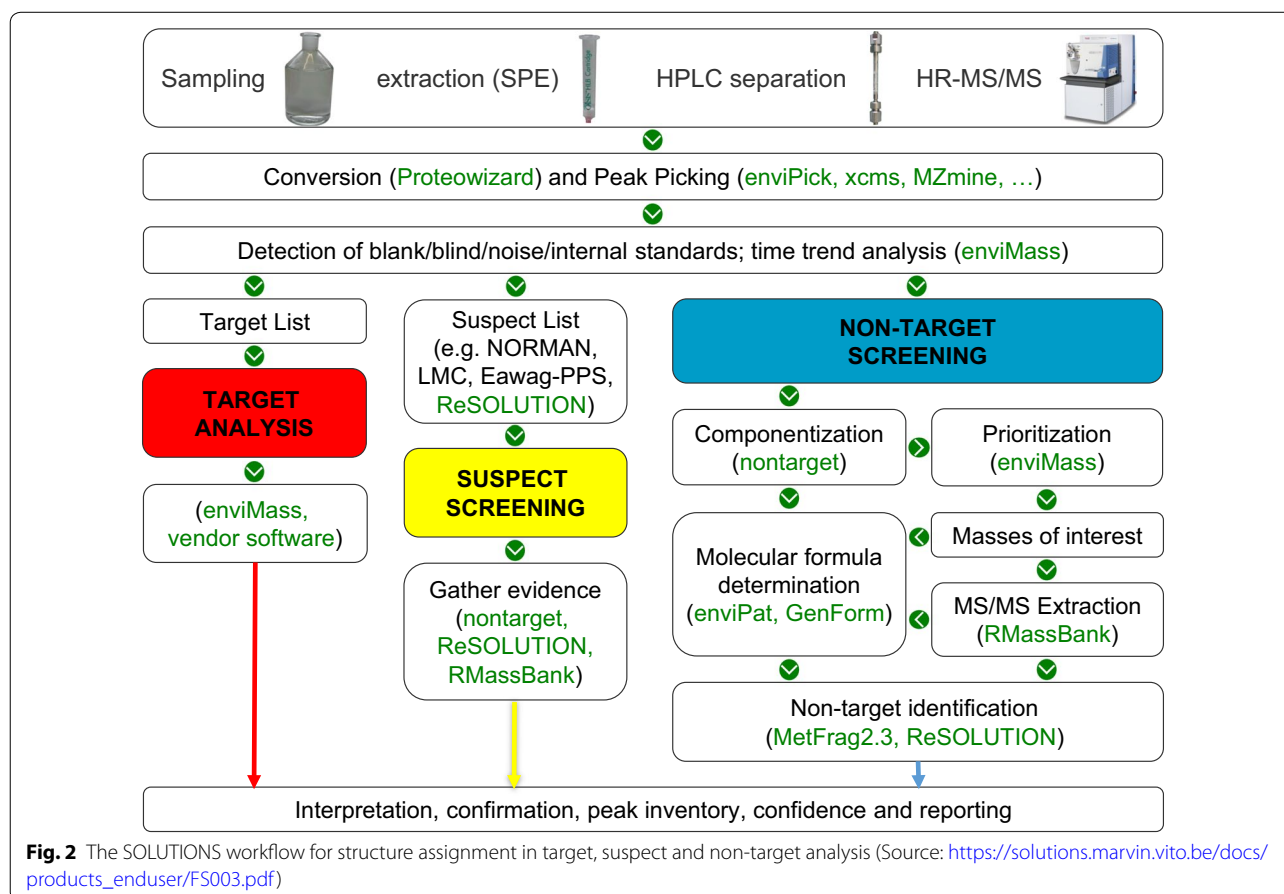 Sampling
extraction (SPE)
HPLC separation
HR-MS/MS
Conversion (Proteowizard) and Peak Picking (enviPick, xcms, MZmine, …)
Detection of blank/blind/noise/internal standards; time trend analysis (enviMass)
Target List
TARGET
ANALYSIS
(enviMass,
vendor software)
Suspect List
(e.g. NORMAN,
LMC, Eawag-PPS,
ReSOLUTION)
SUSPECT
SCREENING
Gather evidence
(nontarget,
ReSOLUTION,
RMassBank)
NON-TARGET
SCREENING
Componentization
(nontarget)
Prioritization
(enviMass)
Masses of interest
Molecular formula
determination
(enviPat, GenForm)
MS/MS Extraction
(RMassBank)
Non-target identification
(MetFrag2.3, ReSOLUTION)
Interpretation, confirmation, peak inventory, confidence and reporting
Fig. 2 The SOLUTIONS workflow for structure assignment in target, suspect and non-target analysis (Source: https://solutions.marvin.vito.be/docs/
products_enduser/FS003.pdf)